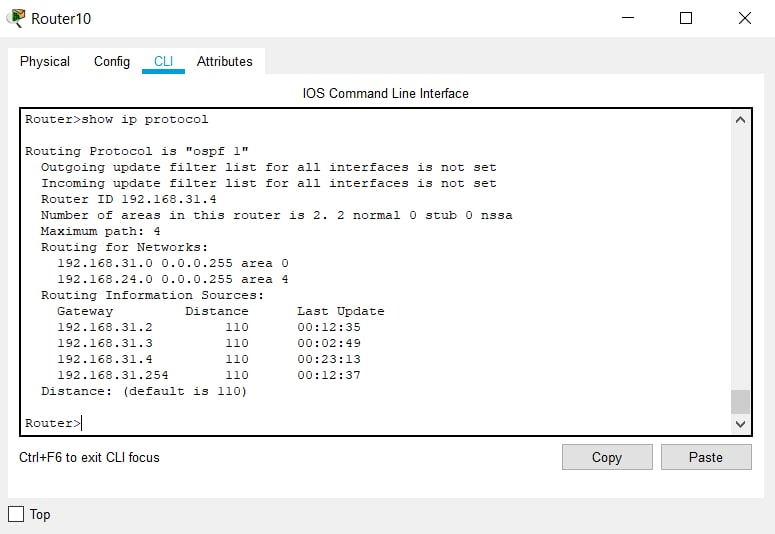 Router10
Physical Config CLI Attributes
IOS Command Line Interface
Router>show ip protocol
Routing Protocol is "ospf 1"
Outgoing update filter list for all interfaces is not set
Incoming update filter list for all interfaces is not set
Router ID 192.168.31.4
Number of areas in this router is 2. 2 normal 0 stub 0 nssa
Maximum path: 4
Routing for Networks:
192.168.31.0 0.0.0.255 area 0
192.168.24.0 0.0.0.255 area 4
Routing Information Sources:
Gateway Distance Last Update
192.168.31.2 110 00:12:35
192.168.31.3 110 00:02:49
192.168.31.4 110 00:23:13
192.168.31.254 110 00:12:37
Distance: (default is 110)
Router>
Ctrl+F6 to exit CLI focus
Copy Paste
Top